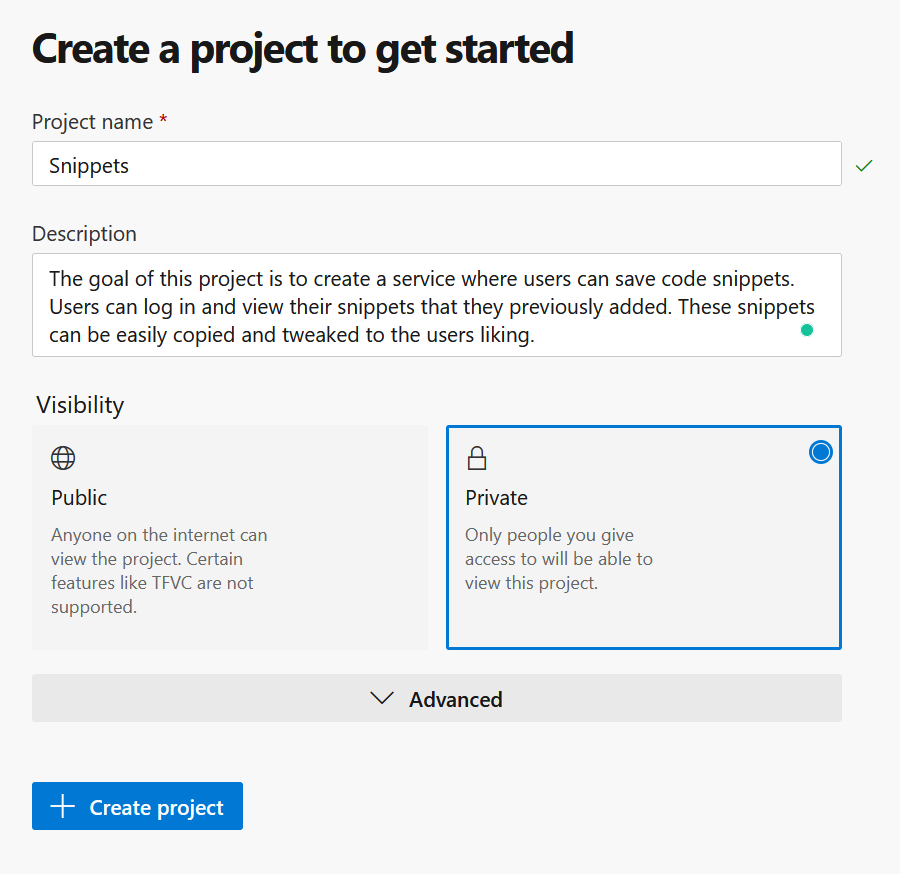 Create a project to get started
Project name *
Snippets
Description
The goal of this project is to create a service where users can save code snippets.
Users can log in and view their snippets that they previously added. These snippets
can be easily copied and tweaked to the users liking.
Visibility
Public
Anyone on the internet can
view the project. Certain
features like TFVC are not
supported.
Private
Only people you give
access to will be able to
view this project.
Advanced
Create project